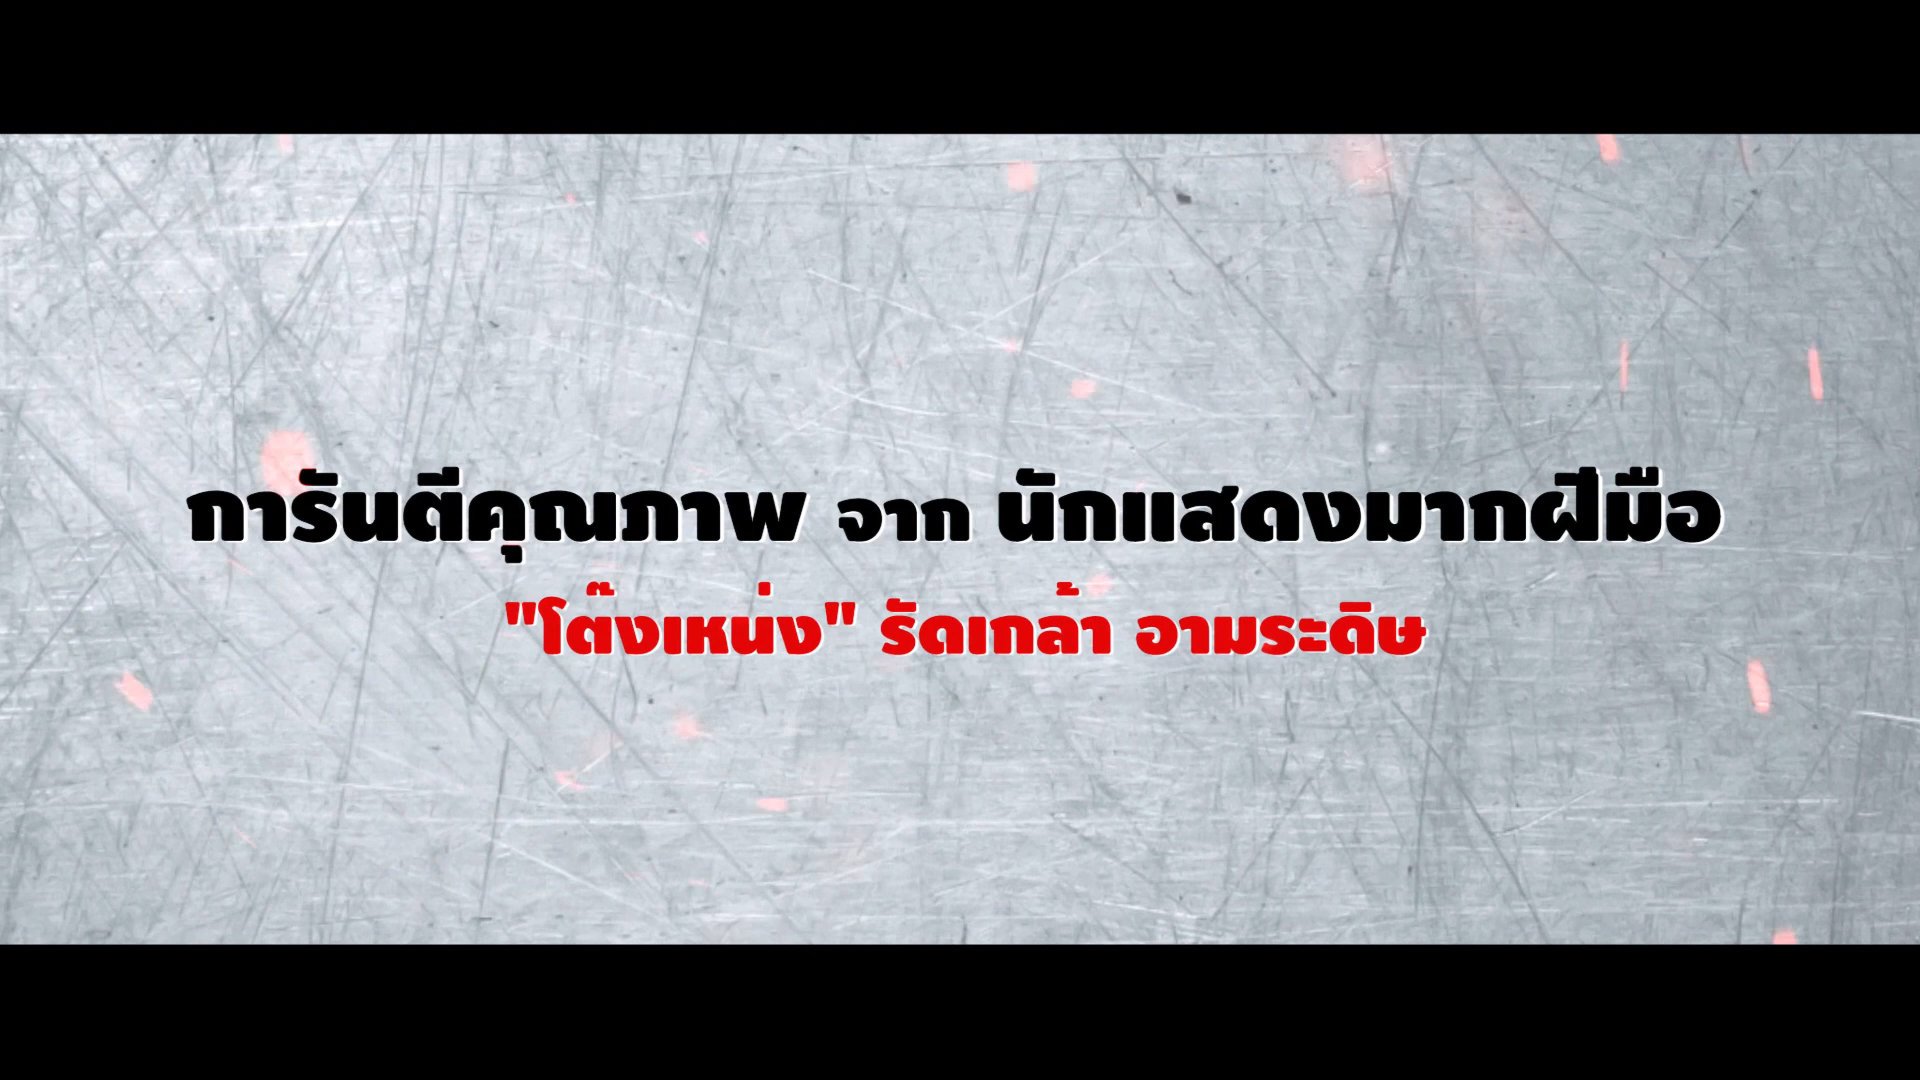 การันตีคุณภาพ จาก นักแสดงมากฝีมือ
"โต๊งเหน่ง" รัดเกล้า อามระดิษ